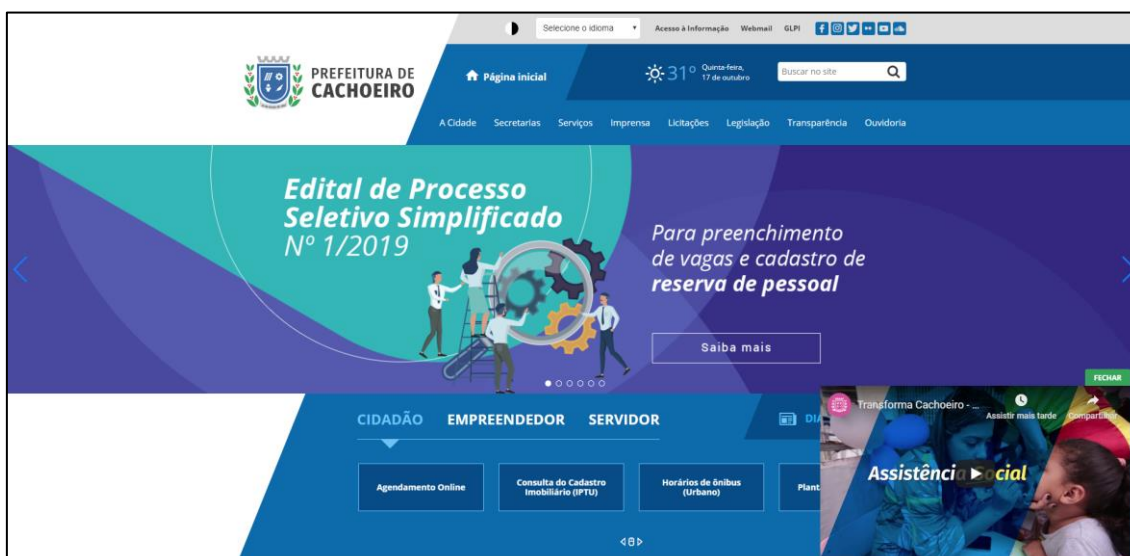 Selecione o idioma
Acesso à Informação Webmail GLPI
PREFEITURA DE
CACHOEIRO
Página inicial
31° Quinta-feira,
17 de outubro
Buscar no site
A Cidade Secretarias Serviços Imprensa Licitações Legislação Transparência Ouvidoria
Edital de Processo
Seletivo Simplificado
Nº 1/2019
Para preenchimento
de vagas e cadastro de
reserva de pessoal
Saiba mais
FECHAR
CIDADÃO EMPREENDEDOR SERVIDOR
Transforma Cachoeiro - ...
Assistir mais tarde
Compartilhar
Assistência Social
Agendamento Online
Consulta do Cadastro
Imobiliário (IPTU)
Horários de ônibus
(Urbano)